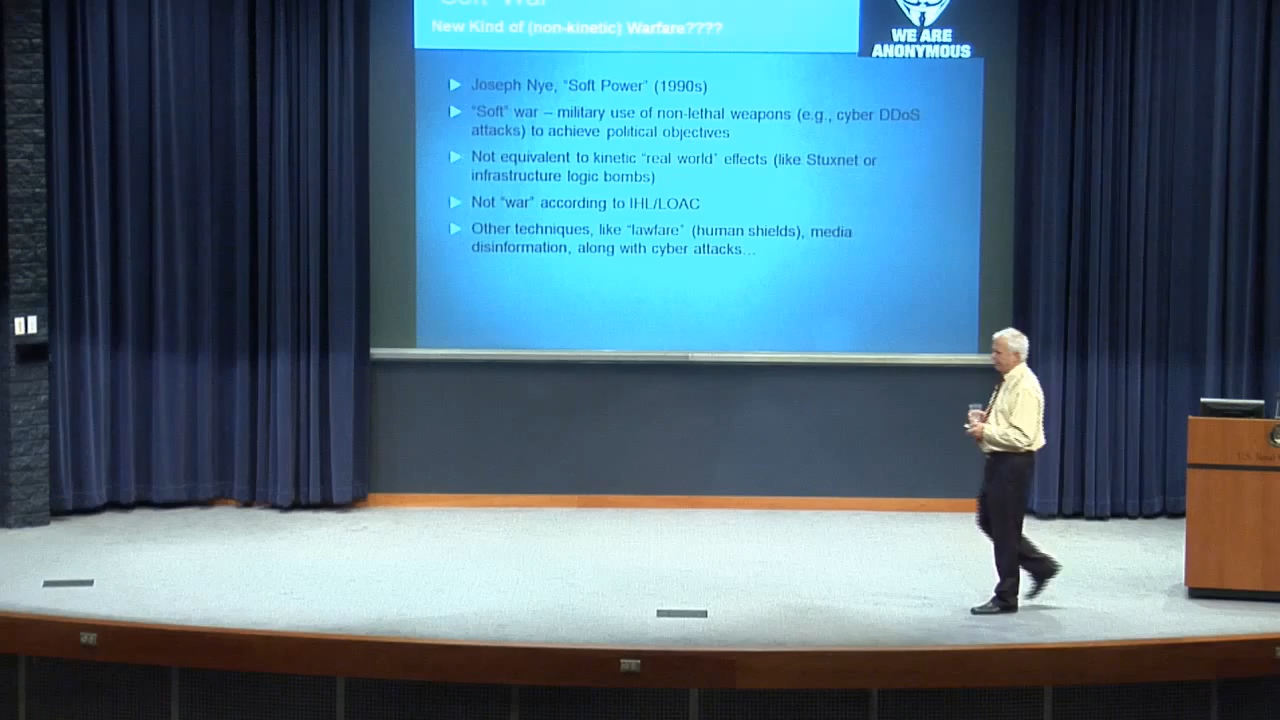 "Soft" War
New Kind of (non-kinetic) Warfare????
WE ARE
ANONYMOUS
Joseph Nye, “Soft Power” (1990s)
“Soft” war – military use of non-lethal weapons (e.g., cyber DDoS
attacks) to achieve political objectives
Not equivalent to kinetic “real world” effects (like Stuxnet or
infrastructure logic bombs)
Not “war” according to IHL/LOAC
Other techniques, like “lawfare” (human shields), media
disinformation, along with cyber attacks…
U.S. Naval